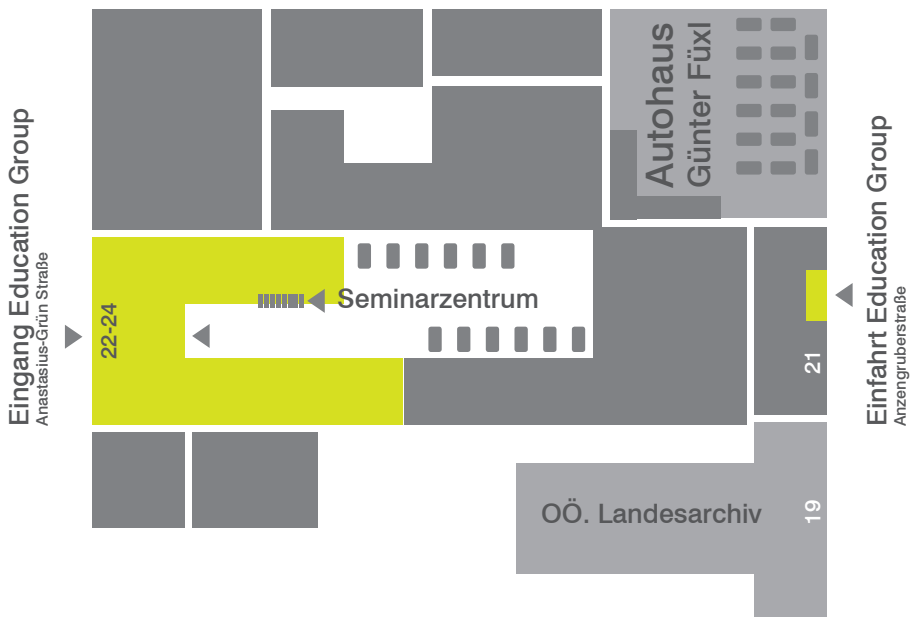 Eingang Education Group
Anastasius-Grün Straße
22-24
Seminarzentrum
Autohaus
Günter Füxl
Einfahrt Education Group
Anzengruberstraße
21
OÖ. Landesarchiv
19